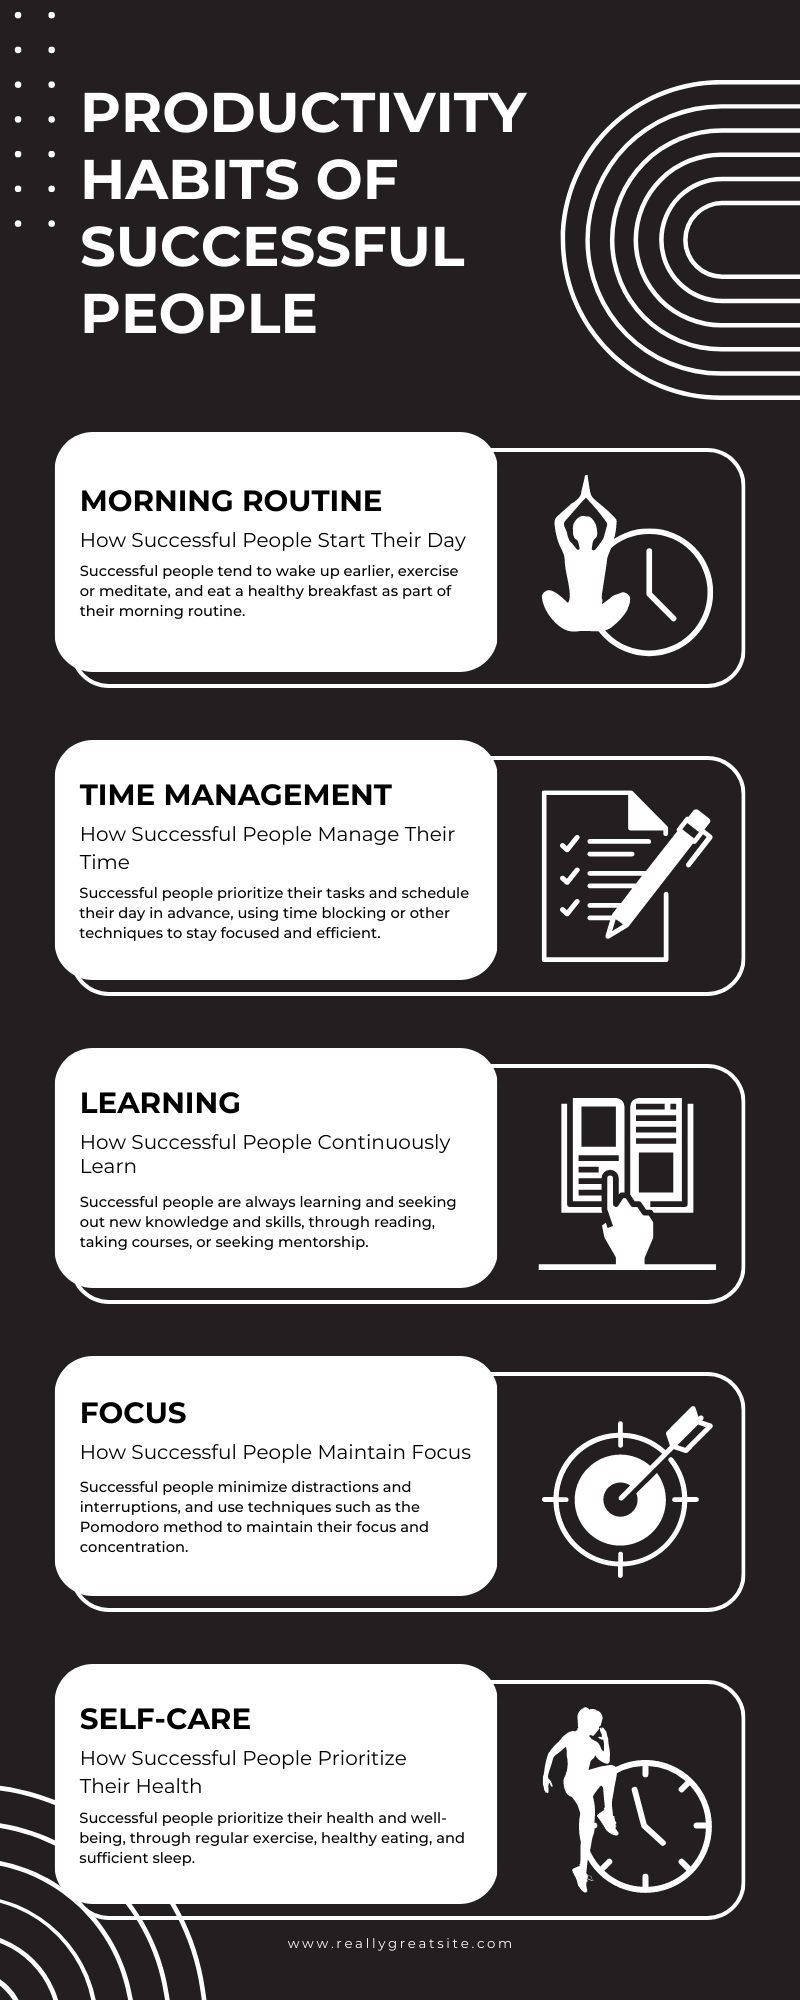 PRODUCTIVITY
HABITS OF
SUCCESSFUL
PEOPLE
MORNING ROUTINE
How Successful People Start Their Day
Successful people tend to wake up earlier, exercise
or meditate, and eat a healthy breakfast as part of
their morning routine.
TIME MANAGEMENT
How Successful People Manage Their
Time
Successful people prioritize their tasks and schedule
their day in advance, using time blocking or other
techniques to stay focused and efficient.
LEARNING
How Successful People Continuously
Learn
Successful people are always learning and seeking
out new knowledge and skills, through reading,
taking courses, or seeking mentorship.
FOCUS
How Successful People Maintain Focus
Successful people minimize distractions and
interruptions, and use techniques such as the
Pomodoro method to maintain their focus and
concentration.
SELF-CARE
How Successful People Prioritize
Their Health
Successful people prioritize their health and well-
being, through regular exercise, healthy eating, and
sufficient sleep.
www.reallygreatsite.com